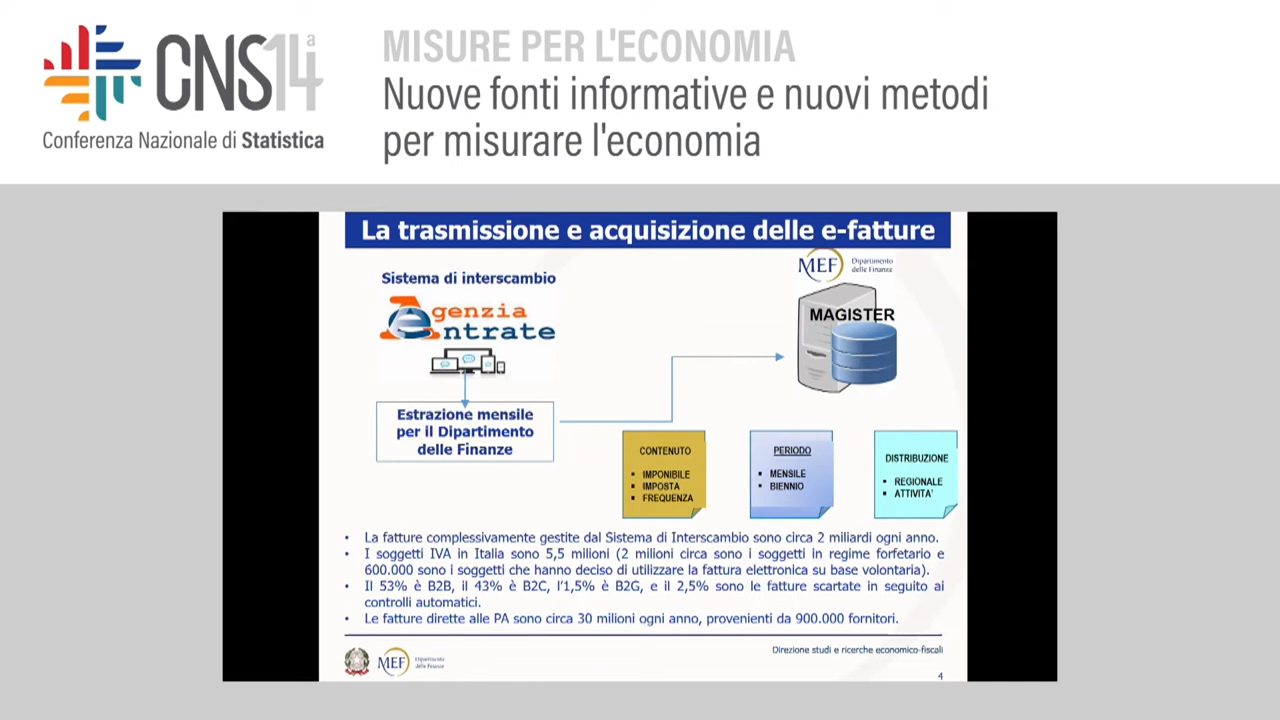 CNS14ª
Conferenza Nazionale di Statistica
MISURE PER L'ECONOMIA
Nuove fonti informative e nuovi metodi
per misurare l'economia
La trasmissione e acquisizione delle e-fatture
Sistema di interscambio
Agenzia
Entrate
Estrazione mensile
per il Dipartimento
delle Finanze
MEF Dipartimento
delle Finanze
MAGISTER
CONTENUTO
▪ IMPONIBILE
▪ IMPOSTA
▪ FREQUENZA
PERIODO
▪ MENSILE
▪ BIENNIO
DISTRIBUZIONE
▪ REGIONALE
▪ ATTIVITA'
• La fatture complessivamente gestite dal Sistema di Interscambio sono circa 2 miliardi ogni anno.
• I soggetti IVA in Italia sono 5,5 milioni (2 milioni circa sono i soggetti in regime forfetario e
600.000 sono i soggetti che hanno deciso di utilizzare la fattura elettronica su base volontaria).
• Il 53% è B2B, il 43% è B2C, l'1,5% è B2G, e il 2,5% sono le fatture scartate in seguito ai
controlli automatici.
• Le fatture dirette alle PA sono circa 30 milioni ogni anno, provenienti da 900.000 fornitori.
Direzione studi e ricerche economico-fiscali
MEF Dipartimento
delle Finanze
4